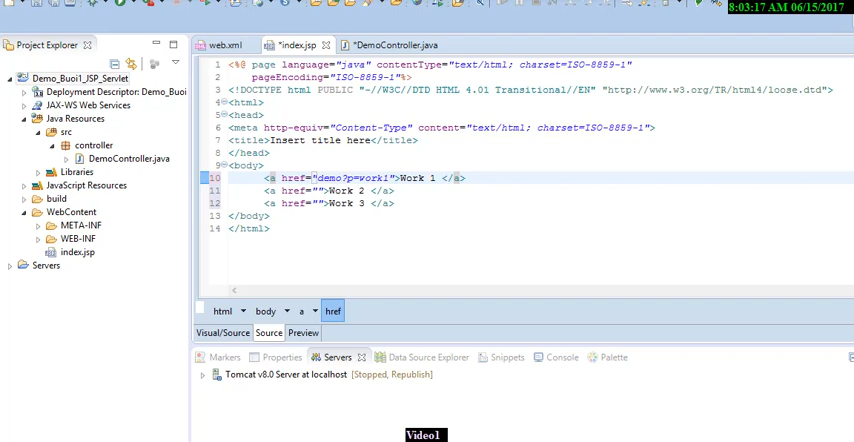 8:03:17 AM 06/15/2017
Project Explorer
Demo_Buoi1_JSP_Servlet
Deployment Descriptor: Demo_Buoi
JAX-WS Web Services
Java Resources
src
controller
DemoController.java
Libraries
JavaScript Resources
build
WebContent
META-INF
WEB-INF
index.jsp
Servers
web.xml
*index.jsp
*DemoController.java
1 <%@ page language="java" contentType="text/html; charset=ISO-8859-1"
2 pageEncoding="ISO-8859-1"%>
3 <!DOCTYPE html PUBLIC "-//W3C//DTD HTML 4.01 Transitional//EN" "http://www.w3.org/TR/html4/loose.dtd">
4 <html>
5 <head>
6 <meta http-equiv="Content-Type" content="text/html; charset=ISO-8859-1">
7 <title>Insert title here</title>
8 </head>
9 <body>
10 <a href="demo?p=work1">Work 1 </a>
11 <a href="">Work 2 </a>
12 <a href="">Work 3 </a>
13 </body>
14 </html>
html body a href
Visual/Source Source Preview
Markers Properties Servers Data Source Explorer Snippets Console Palette
Tomcat v8.0 Server at localhost [Stopped, Republish]
Video1